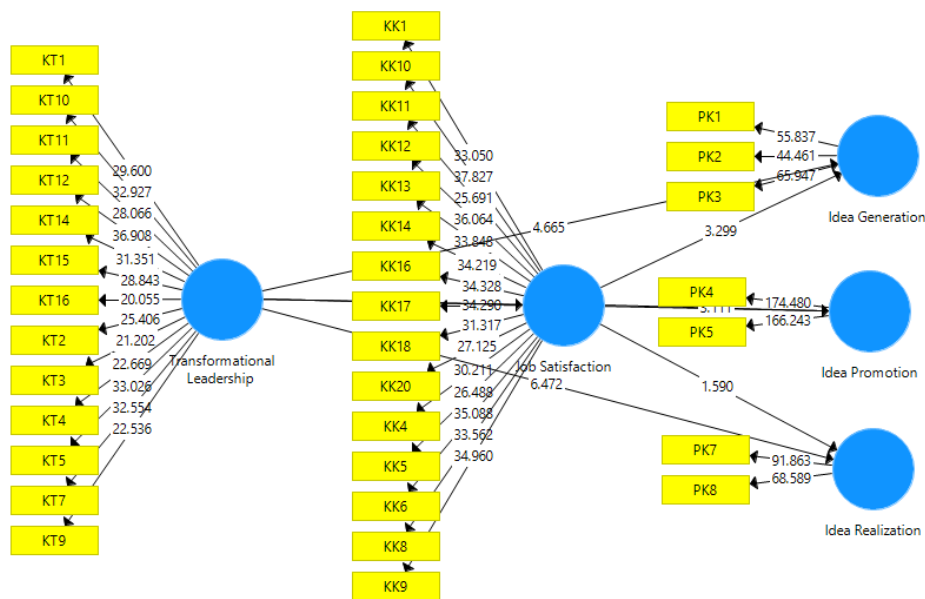 KT1
KT10
KT11
KT12
KT14
KT15
KT16
KT2
KT3
KT4
KT5
KT7
KT9
29.600
32.927
28.066
36.908
31.351
28.843
20.055
25.406
21.202
22.669
33.026
32.554
22.536
Transformational
Leadership
KK1
KK10
KK11
KK12
KK13
KK14
KK16
KK17
KK18
KK20
KK4
KK5
KK6
KK8
KK9
33.050
37.827
25.691
36.064
33.848
34.219
34.328
34.290
31.317
27.125
30.211
26.488
35.088
33.562
34.960
Job Satisfaction
4.665
3.299
6.472
1.590
PK1
PK2
PK3
55.837
44.461
65.947
Idea Generation
PK4
PK5
174.480
166.243
Idea Promotion
PK7
PK8
91.863
68.589
Idea Realization